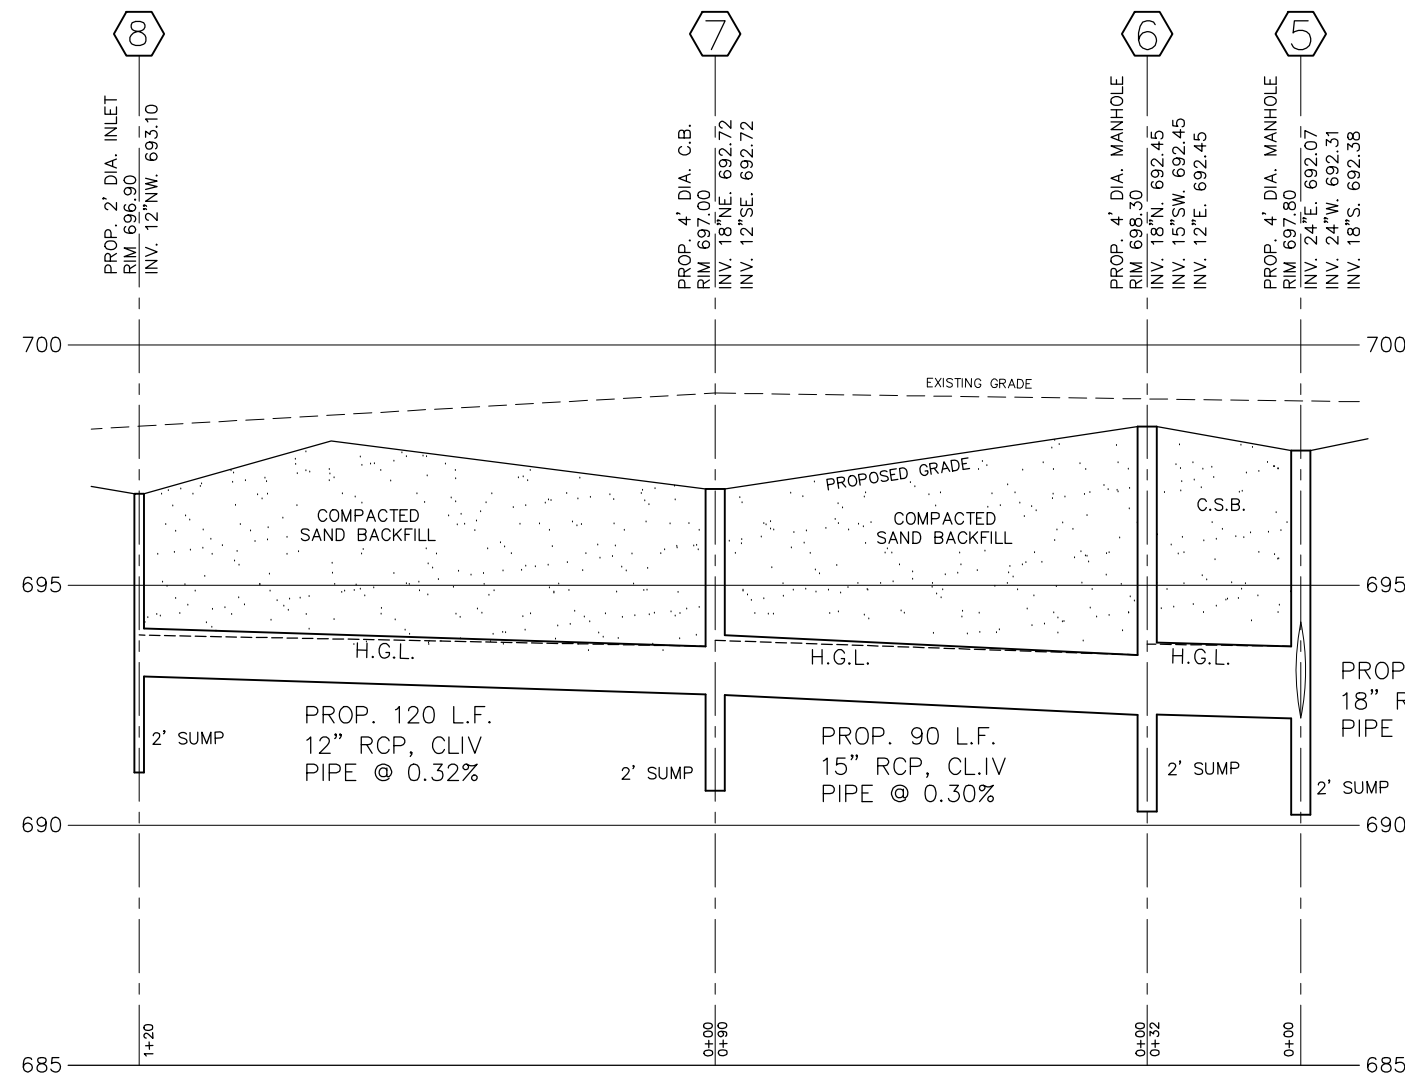 8
7
6
5
PROP. 2' DIA. INLET
RIM 696.90
INV. 12"NW. 693.10
PROP. 4' DIA. C.B.
RIM 697.00
INV. 18"NE. 692.72
INV. 12"SE. 692.72
PROP. 4' DIA. MANHOLE
RIM 698.30
INV. 18"N. 692.45
INV. 15"SW. 692.45
INV. 12"E. 692.45
PROP. 4' DIA. MANHOLE
RIM 697.80
INV. 24"E. 692.07
INV. 24"W. 692.31
INV. 18"S. 692.38
700
700
EXISTING GRADE
PROPOSED GRADE
C.S.B.
COMPACTED
SAND BACKFILL
COMPACTED
SAND BACKFILL
695
695
H.G.L.
H.G.L.
H.G.L.
PROP
18" R
PIPE
PROP. 120 L.F.
12" RCP, CLIV
PIPE @ 0.32%
2' SUMP
2' SUMP
PROP. 90 L.F.
15" RCP, CL.IV
PIPE @ 0.30%
2' SUMP
2' SUMP
690
690
1+20
0+00
0+90
0+00
0+32
0+00
685
685